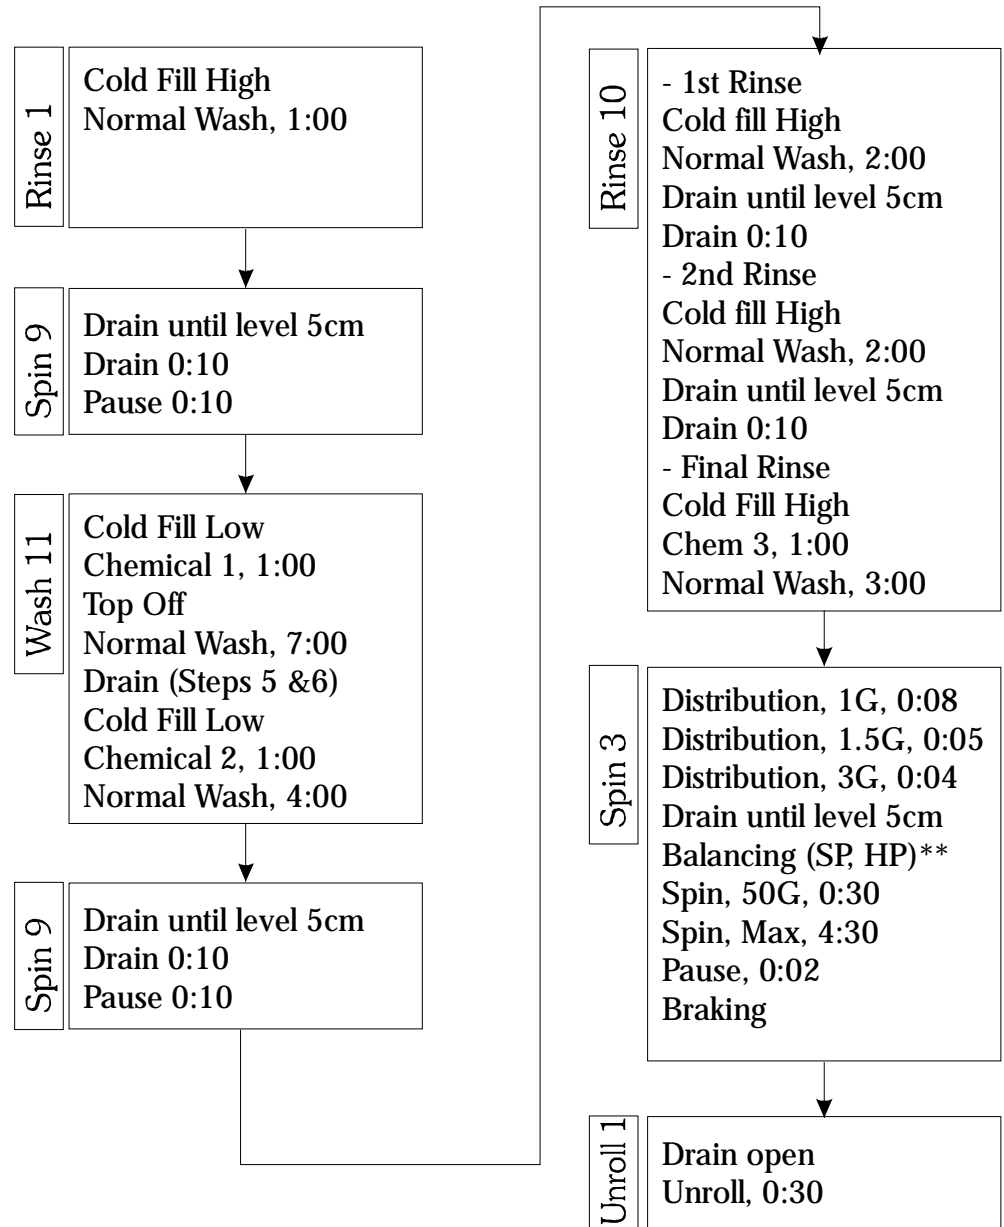 Rinse 1
Cold Fill High
Normal Wash, 1:00
Spin 9
Drain until level 5cm
Drain 0:10
Pause 0:10
Wash 11
Cold Fill Low
Chemical 1, 1:00
Top Off
Normal Wash, 7:00
Drain (Steps 5 &6)
Cold Fill Low
Chemical 2, 1:00
Normal Wash, 4:00
Spin 9
Drain until level 5cm
Drain 0:10
Pause 0:10
Rinse 10
- 1st Rinse
Cold fill High
Normal Wash, 2:00
Drain until level 5cm
Drain 0:10
- 2nd Rinse
Cold fill High
Normal Wash, 2:00
Drain until level 5cm
Drain 0:10
- Final Rinse
Cold Fill High
Chem 3, 1:00
Normal Wash, 3:00
Spin 3
Distribution, 1G, 0:08
Distribution, 1.5G, 0:05
Distribution, 3G, 0:04
Drain until level 5cm
Balancing (SP, HP)**
Spin, 50G, 0:30
Spin, Max, 4:30
Pause, 0:02
Braking
Unroll 1
Drain open
Unroll, 0:30